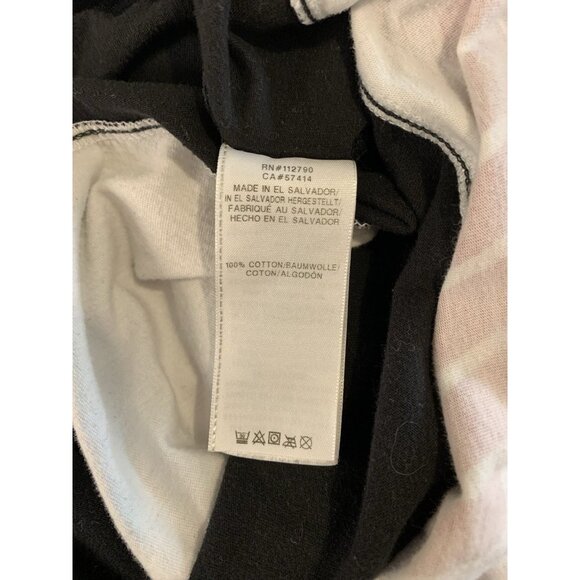 RN#112790
CA#57414
MADE IN EL SALVADOR/
IN EL SALVADOR HERGESTELLT/
FABRIQUÉ AU SALVADOR/
HECHO EN EL SALVADOR
100% COTTON/BAUMWOLLE/
COTON/ALGODÓN